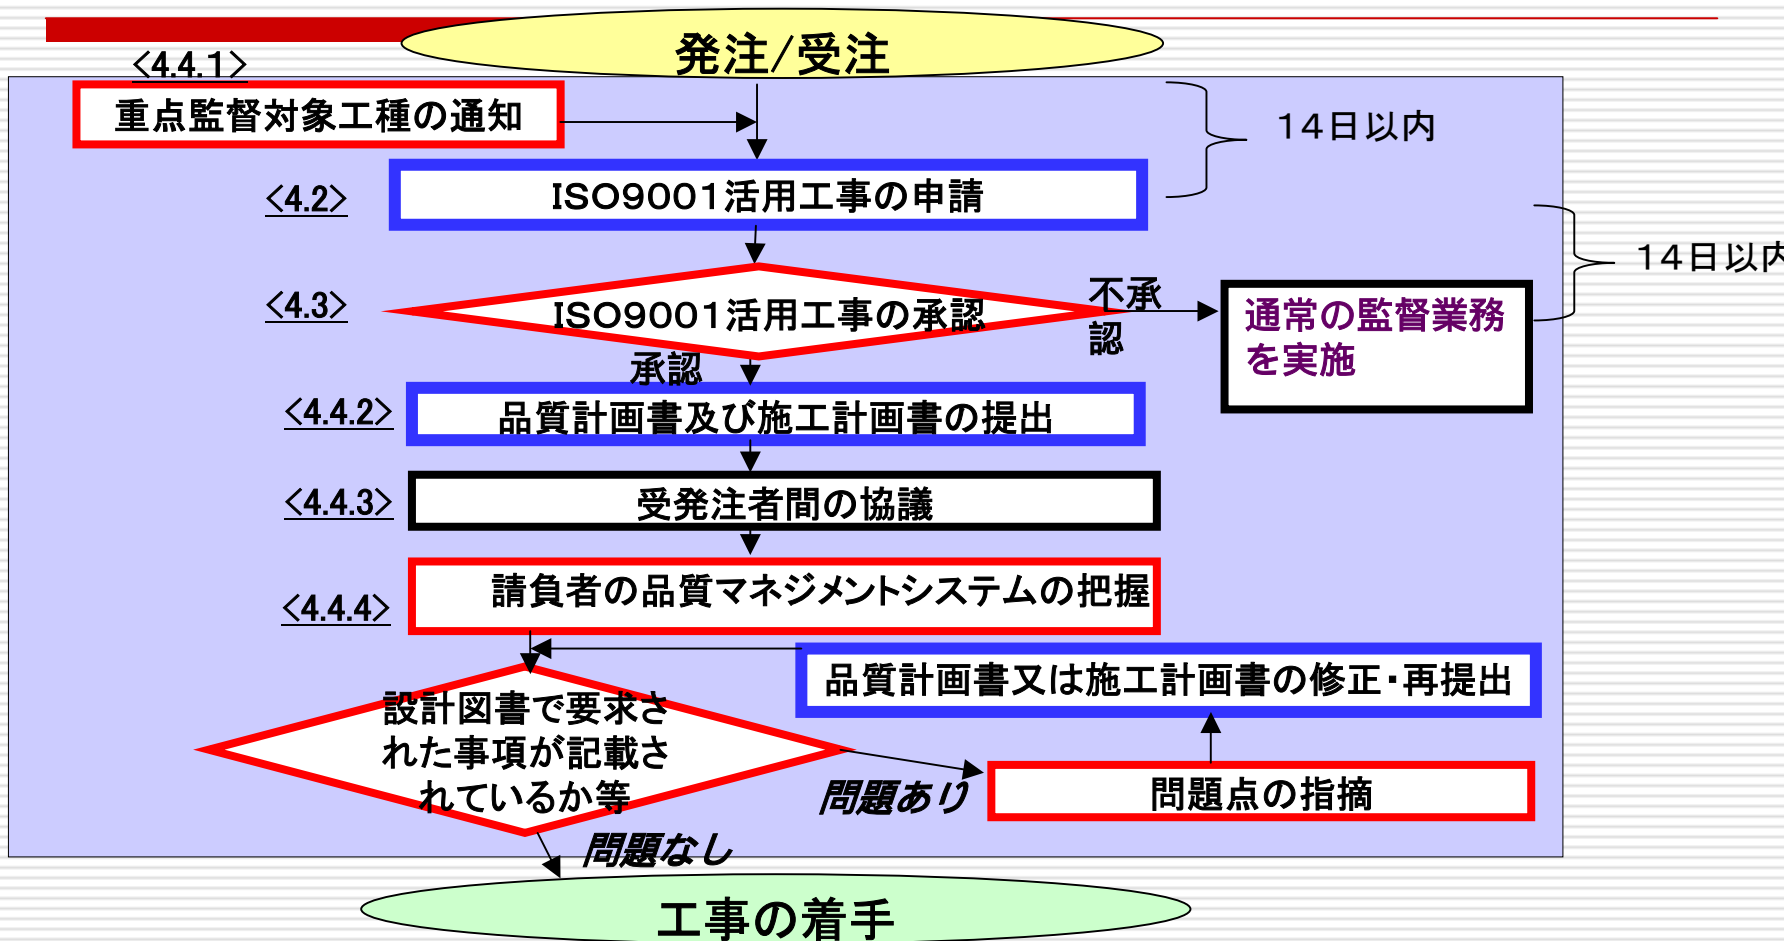 発注/受注
<4.4.1>
重点監督対象工種の通知
14日以内
<4.2>
ISO9001活用工事の申請
14日以内
<4.3>
ISO9001活用工事の承認
不承
認
通常の監督業務
を実施
承認
<4.4.2>
品質計画書及び施工計画書の提出
<4.4.3>
受発注者間の協議
<4.4.4>
請負者の品質マネジメントシステムの把握
品質計画書又は施工計画書の修正・再提出
設計図書で要求さ
れた事項が記載さ
れているか等
問題あり
問題点の指摘
問題なし
工事の着手